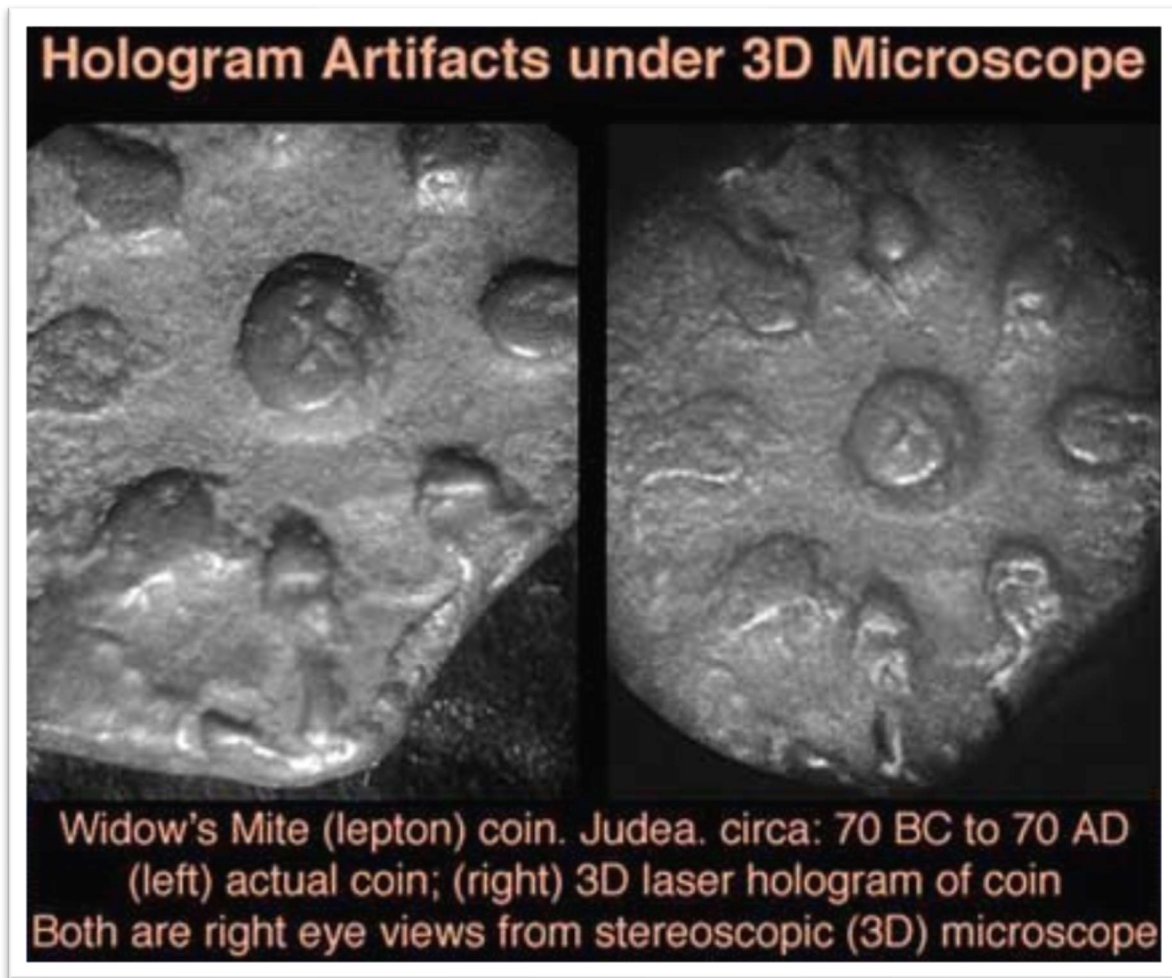 Hologram Artifacts under 3D Microscope
Widow's Mite (lepton) coin. Judea. circa: 70 BC to 70 AD
(left) actual coin; (right) 3D laser hologram of coin
Both are right eye views from stereoscopic (3D) microscope